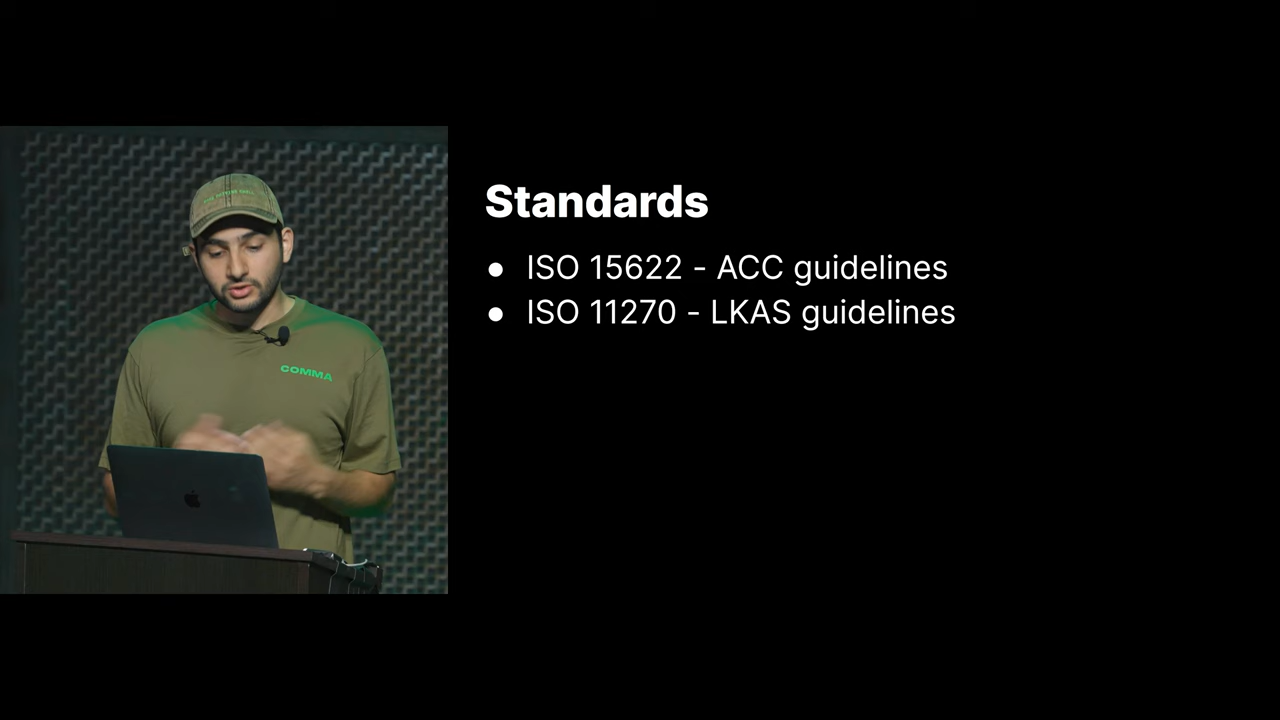 Standards
● ISO 15622 - ACC guidelines
● ISO 11270 - LKAS guidelines
COMMA